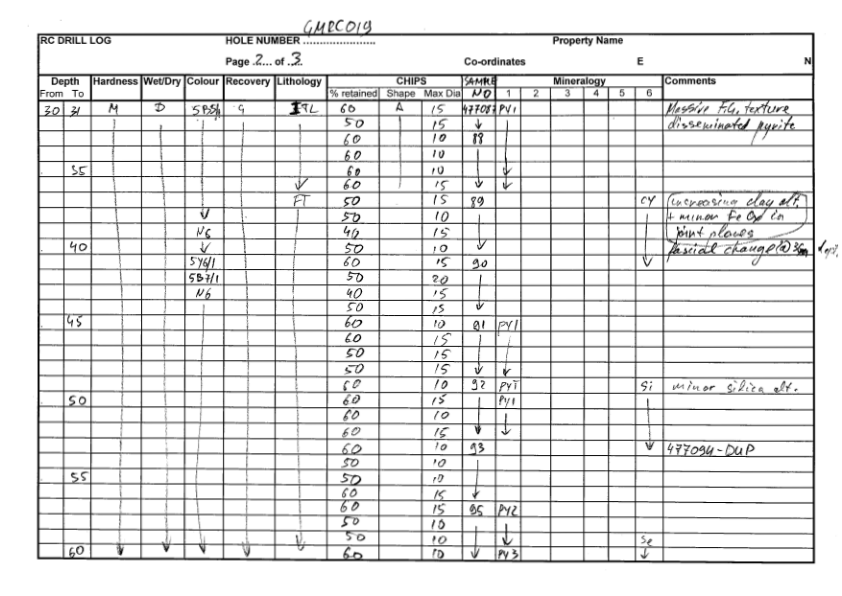 GMRC019
RC DRILL LOG HOLE NUMBER ........................ Property Name
Page .2... of ..3. Co-ordinates E N
Depth Hardness Wet/Dry Colour Recovery Lithology CHIPS SAMPLE Mineralogy Comments
From To % retained Shape Max Dia NO 1 2 3 4 5 6
30 31 M D 5B5/1 G 60 A 15 477087 PY1 Massive F.G. texture
50 15 disseminated pyrite
60 10 88
60 10
35 60 10
60 15
FT 50 15 89 CY increasing clay alt.
50 10 + minor Fe Ox in
N6 40 15 joint planes
40 50 10 fascial change @ 36m
5Y6/1 60 15 90
5B7/1 50 20
N6 40 15
50 15
45 60 10 91 PY1
60 15
50 15
50 15
60 10 92 PYT Si minor silica alt.
50 60 15 PY1
60 10
60 15
60 10 93 477094-DUP
50 10
55 50 10
60 15
60 15 95 PY2
50 10
50 10 Se
60 60 10 PY3